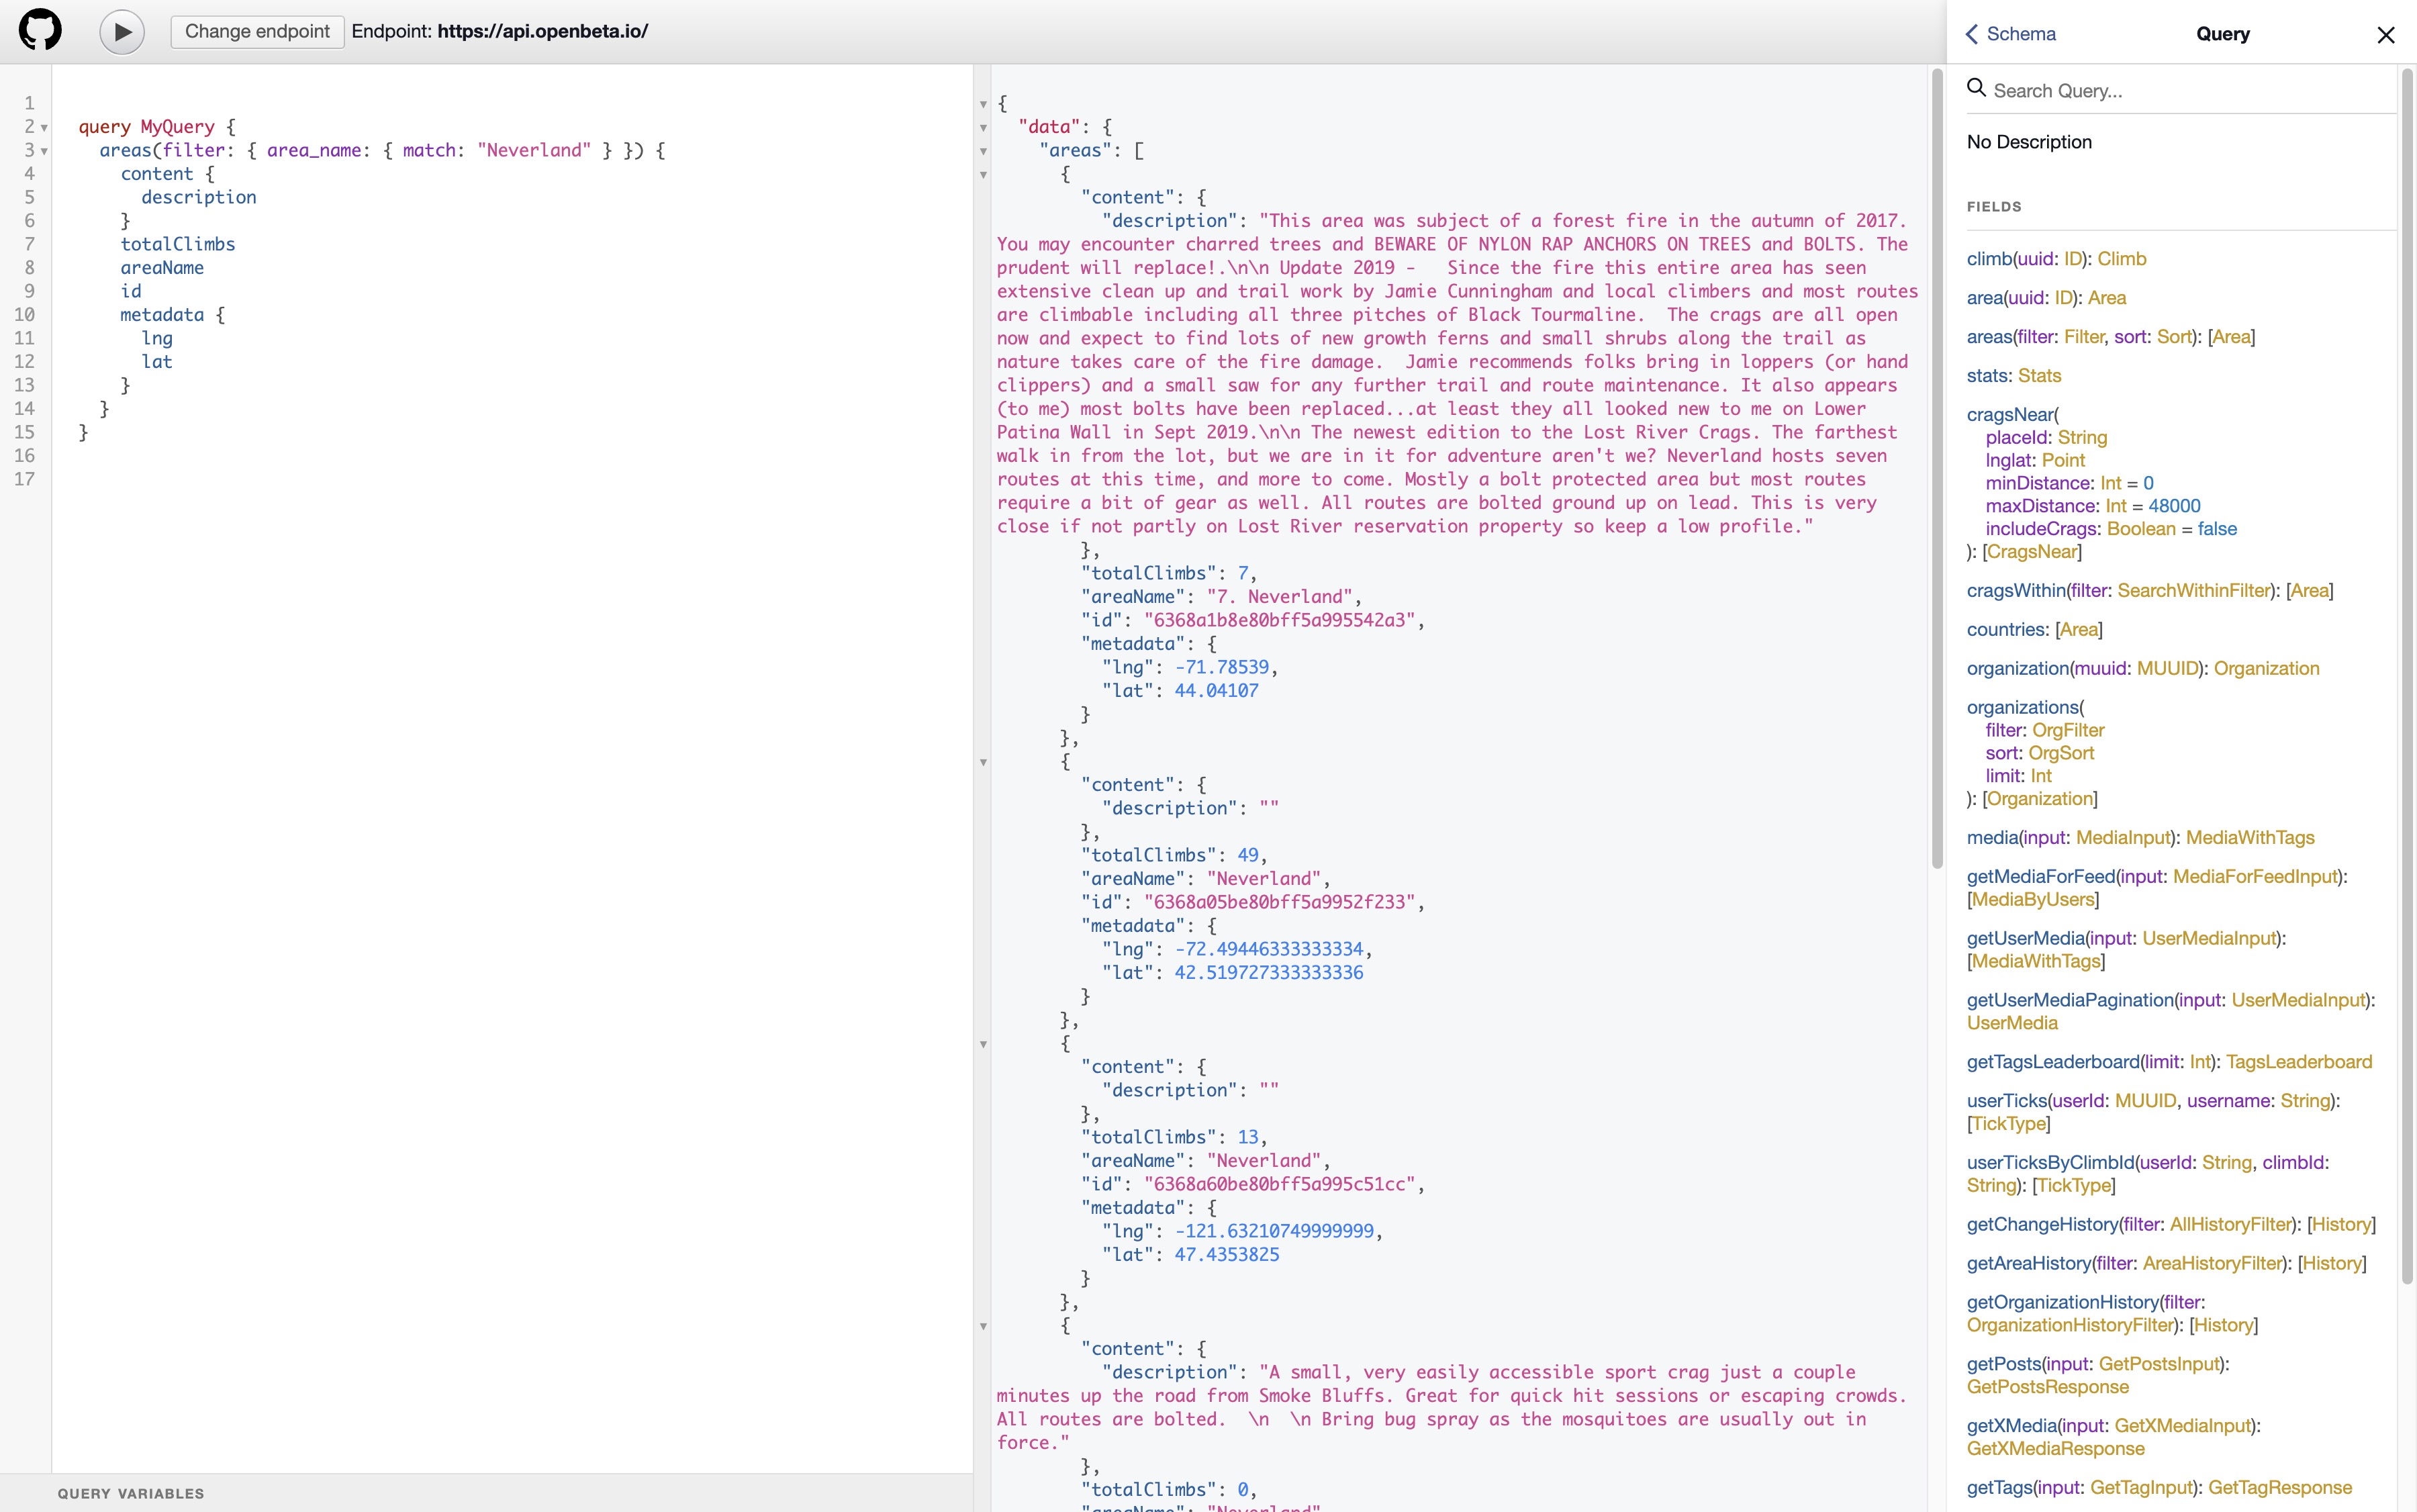 Change endpoint Endpoint: https://api.openbeta.io/
1
2 query MyQuery {
3 areas(filter: { area_name: { match: "Neverland" } }) {
4 content {
5 description
6 }
7 totalClimbs
8 areaName
9 id
10 metadata {
11 lng
12 lat
13 }
14 }
15 }
16
17
QUERY VARIABLES
{
"data": {
"areas": [
{
"content": {
"description": "This area was subject of a forest fire in the autumn of 2017.
You may encounter charred trees and BEWARE OF NYLON RAP ANCHORS ON TREES and BOLTS. The
prudent will replace!.\n\n Update 2019 -   Since the fire this entire area has seen
extensive clean up and trail work by Jamie Cunningham and local climbers and most routes
are climbable including all three pitches of Black Tourmaline.  The crags are all open
now and expect to find lots of new growth ferns and small shrubs along the trail as
nature takes care of the fire damage.  Jamie recommends folks bring in loppers (or hand
clippers) and a small saw for any further trail and route maintenance. It also appears
(to me) most bolts have been replaced...at least they all looked new to me on Lower
Patina Wall in Sept 2019.\n\n The newest edition to the Lost River Crags. The farthest
walk in from the lot, but we are in it for adventure aren't we? Neverland hosts seven
routes at this time, and more to come. Mostly a bolt protected area but most routes
require a bit of gear as well. All routes are bolted ground up on lead. This is very
close if not partly on Lost River reservation property so keep a low profile."
},
"totalClimbs": 7,
"areaName": "7. Neverland",
"id": "6368a1b8e80bff5a995542a3",
"metadata": {
"lng": -71.78539,
"lat": 44.04107
}
},
{
"content": {
"description": ""
},
"totalClimbs": 49,
"areaName": "Neverland",
"id": "6368a05be80bff5a9952f233",
"metadata": {
"lng": -72.49446333333334,
"lat": 42.519727333333336
}
},
{
"content": {
"description": ""
},
"totalClimbs": 13,
"areaName": "Neverland",
"id": "6368a60be80bff5a995c51cc",
"metadata": {
"lng": -121.63210749999999,
"lat": 47.4353825
}
},
{
"content": {
"description": "A small, very easily accessible sport crag just a couple
minutes up the road from Smoke Bluffs. Great for quick hit sessions or escaping crowds.
All routes are bolted.  \n  \n Bring bug spray as the mosquitoes are usually out in
force."
},
"totalClimbs": 0,
"areaName": "Neverland",
Schema Query
Search Query...
No Description
FIELDS
climb(uuid: ID): Climb
area(uuid: ID): Area
areas(filter: Filter, sort: Sort): [Area]
stats: Stats
cragsNear(
placeId: String
lnglat: Point
minDistance: Int = 0
maxDistance: Int = 48000
includeCrags: Boolean = false
): [CragsNear]
cragsWithin(filter: SearchWithinFilter): [Area]
countries: [Area]
organization(muuid: MUUID): Organization
organizations(
filter: OrgFilter
sort: OrgSort
limit: Int
): [Organization]
media(input: MediaInput): MediaWithTags
getMediaForFeed(input: MediaForFeedInput):
[MediaByUsers]
getUserMedia(input: UserMediaInput):
[MediaWithTags]
getUserMediaPagination(input: UserMediaInput):
UserMedia
getTagsLeaderboard(limit: Int): TagsLeaderboard
userTicks(userId: MUUID, username: String):
[TickType]
userTicksByClimbId(userId: String, climbId:
String): [TickType]
getChangeHistory(filter: AllHistoryFilter): [History]
getAreaHistory(filter: AreaHistoryFilter): [History]
getOrganizationHistory(filter:
OrganizationHistoryFilter): [History]
getPosts(input: GetPostsInput):
GetPostsResponse
getXMedia(input: GetXMediaInput):
GetXMediaResponse
getTags(input: GetTagInput): GetTagResponse